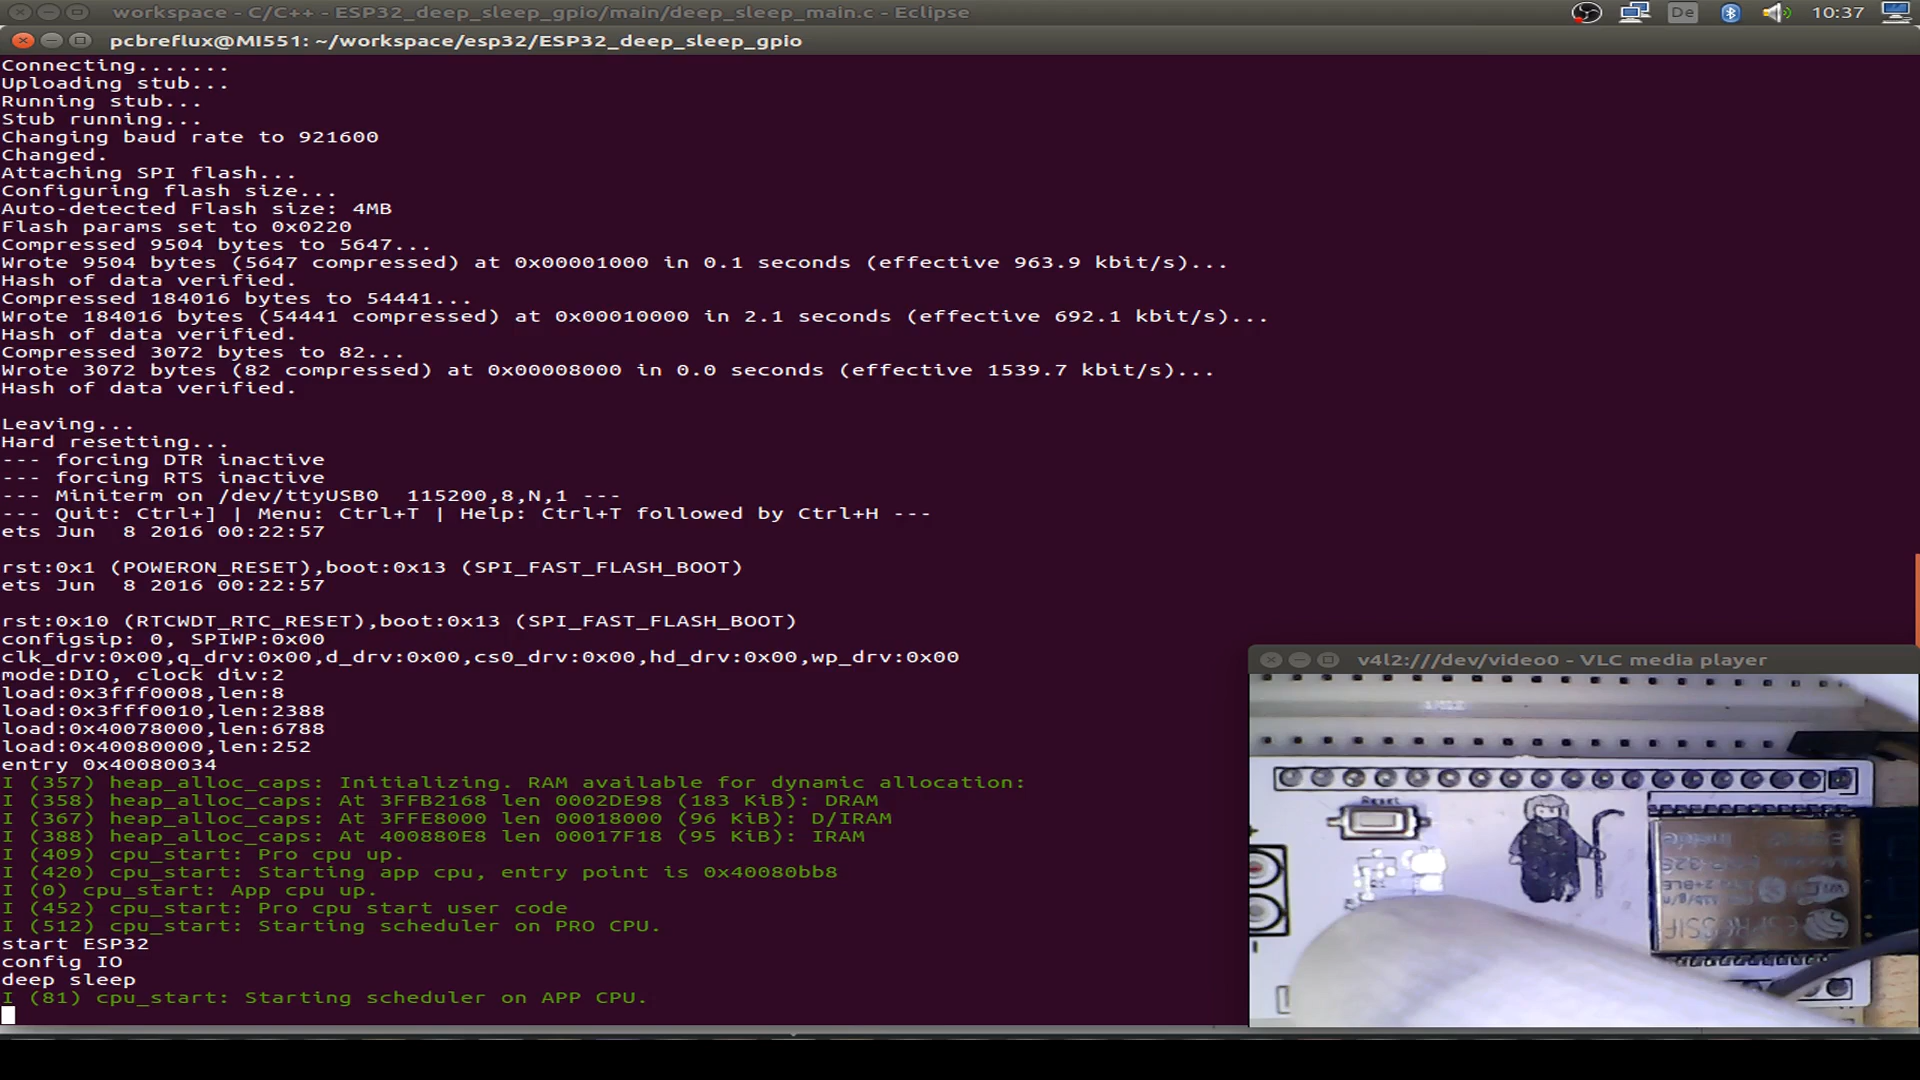 workspace - C/C++ - ESP32_deep_sleep_gpio/main/deep_sleep_main.c - Eclipse
De
10:37
pcbreflux@MI551: ~/workspace/esp32/ESP32_deep_sleep_gpio
Connecting.......
Uploading stub...
Running stub...
Stub running...
Changing baud rate to 921600
Changed.
Attaching SPI flash...
Configuring flash size...
Auto-detected Flash size: 4MB
Flash params set to 0x0220
Compressed 9504 bytes to 5647...
Wrote 9504 bytes (5647 compressed) at 0x00001000 in 0.1 seconds (effective 963.9 kbit/s)...
Hash of data verified.
Compressed 184016 bytes to 54441...
Wrote 184016 bytes (54441 compressed) at 0x00010000 in 2.1 seconds (effective 692.1 kbit/s)...
Hash of data verified.
Compressed 3072 bytes to 82...
Wrote 3072 bytes (82 compressed) at 0x00008000 in 0.0 seconds (effective 1539.7 kbit/s)...
Hash of data verified.
Leaving...
Hard resetting...
--- forcing DTR inactive
--- forcing RTS inactive
--- Miniterm on /dev/ttyUSB0  115200,8,N,1 ---
--- Quit: Ctrl+] | Menu: Ctrl+T | Help: Ctrl+T followed by Ctrl+H ---
ets Jun  8 2016 00:22:57
rst:0x1 (POWERON_RESET),boot:0x13 (SPI_FAST_FLASH_BOOT)
ets Jun  8 2016 00:22:57
rst:0x10 (RTCWDT_RTC_RESET),boot:0x13 (SPI_FAST_FLASH_BOOT)
configsip: 0, SPIWP:0x00
clk_drv:0x00,q_drv:0x00,d_drv:0x00,cs0_drv:0x00,hd_drv:0x00,wp_drv:0x00
mode:DIO, clock div:2
load:0x3fff0008,len:8
load:0x3fff0010,len:2388
load:0x40078000,len:6788
load:0x40080000,len:252
entry 0x40080034
I (357) heap_alloc_caps: Initializing. RAM available for dynamic allocation:
I (358) heap_alloc_caps: At 3FFB2168 len 0002DE98 (183 KiB): DRAM
I (367) heap_alloc_caps: At 3FFE8000 len 00018000 (96 KiB): D/IRAM
I (388) heap_alloc_caps: At 400880E8 len 00017F18 (95 KiB): IRAM
I (409) cpu_start: Pro cpu up.
I (420) cpu_start: Starting app cpu, entry point is 0x40080bb8
I (0) cpu_start: App cpu up.
I (452) cpu_start: Pro cpu start user code
I (512) cpu_start: Starting scheduler on PRO CPU.
start ESP32
config IO
deep sleep
I (81) cpu_start: Starting scheduler on APP CPU.
v4l2:///dev/video0 - VLC media player
Reset
ESPRESSIF